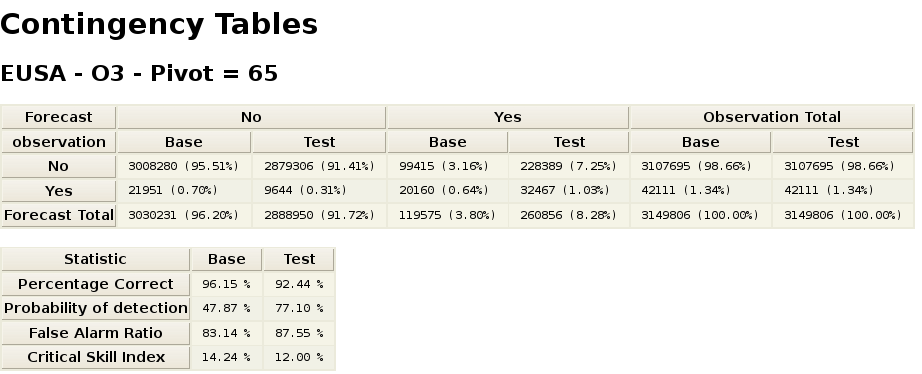 Contingency Tables
EUSA - O3 - Pivot = 65
Forecast No Yes Observation Total
observation Base Test Base Test Base Test
No 3008280 (95.51%) 2879306 (91.41%) 99415 (3.16%) 228389 (7.25%) 3107695 (98.66%) 3107695 (98.66%)
Yes 21951 (0.70%) 9644 (0.31%) 20160 (0.64%) 32467 (1.03%) 42111 (1.34%) 42111 (1.34%)
Forecast Total 3030231 (96.20%) 2888950 (91.72%) 119575 (3.80%) 260856 (8.28%) 3149806 (100.00%) 3149806 (100.00%)
Statistic Base Test
Percentage Correct 96.15 % 92.44 %
Probability of detection 47.87 % 77.10 %
False Alarm Ratio 83.14 % 87.55 %
Critical Skill Index 14.24 % 12.00 %